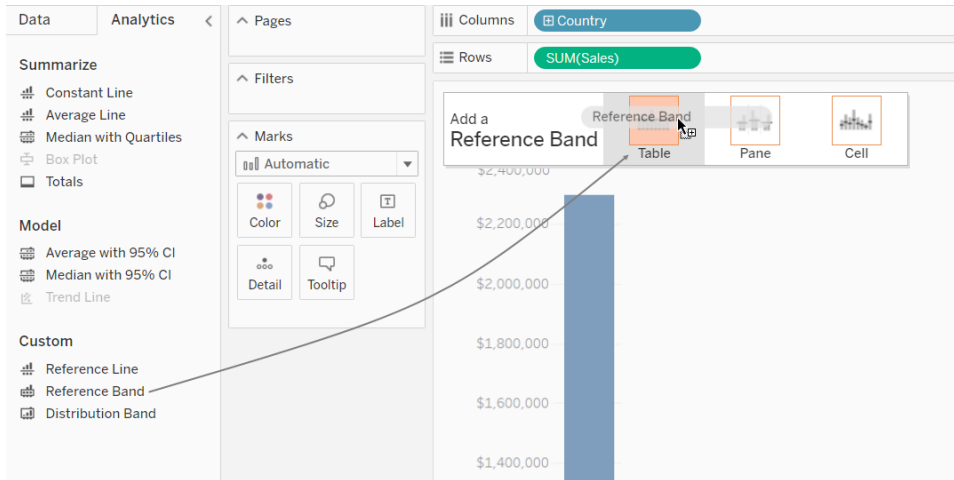 Data
Analytics
Summarize
Constant Line
Average Line
Median with Quartiles
Box Plot
Totals
Model
Average with 95% CI
Median with 95% CI
Trend Line
Custom
Reference Line
Reference Band
Distribution Band
Pages
Filters
Marks
Automatic
Color
Size
Label
Detail
Tooltip
Columns
Country
Rows
SUM(Sales)
Add a
Reference Band
Reference Band
Table
Pane
Cell
$2,400,000
$2,200,000
$2,000,000
$1,800,000
$1,600,000
$1,400,000